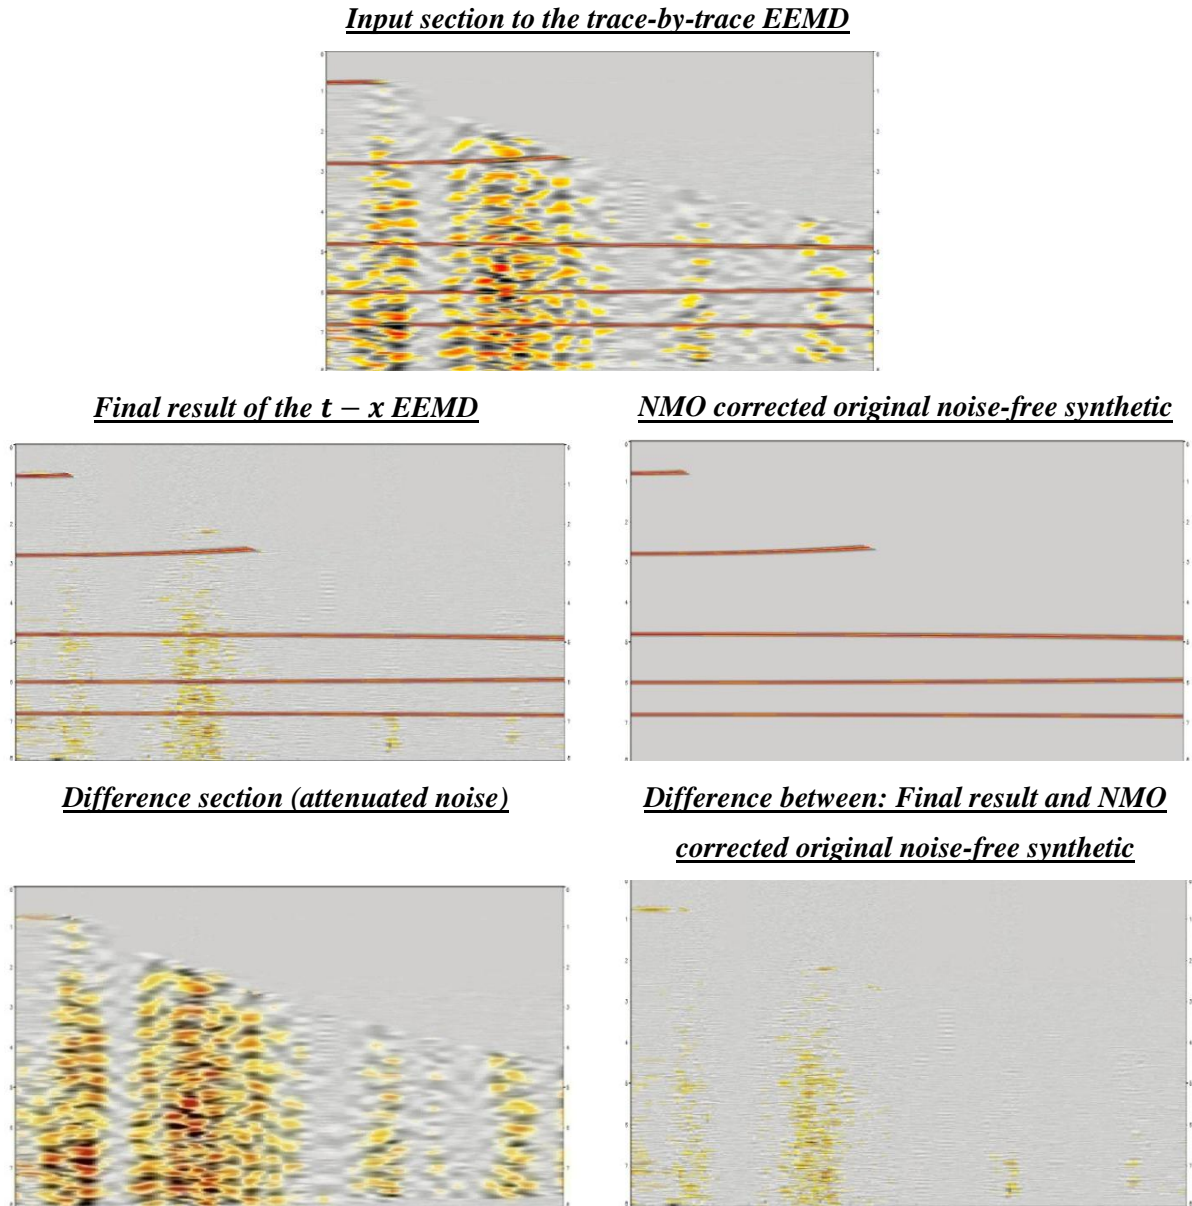 Input section to the trace-by-trace EEMD
Final result of the t − x EEMD
NMO corrected original noise-free synthetic
Difference section (attenuated noise)
Difference between: Final result and NMO
corrected original noise-free synthetic